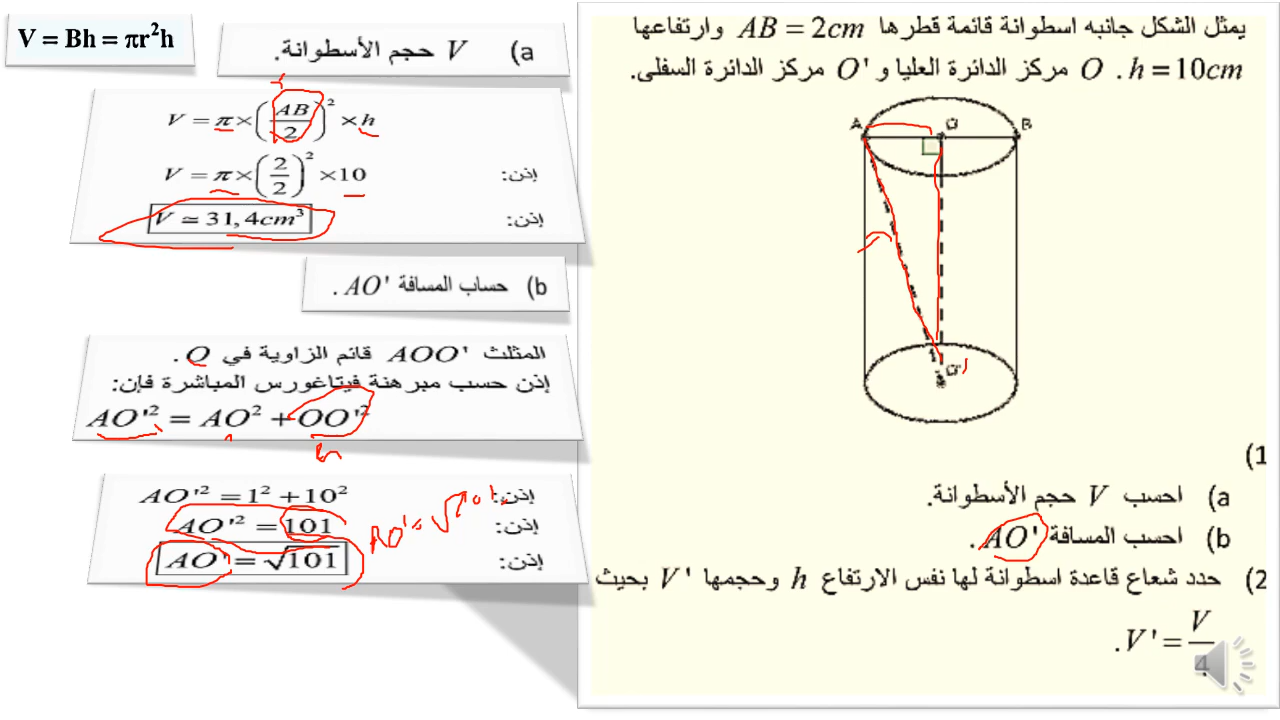 يمثل الشكل جانبه اسطوانة قائمة قطرها AB = 2cm وارتفاعها
h = 10cm . O مركز الدائرة العليا و O' مركز الدائرة السفلى.
A O B
O'
(1
a) احسب V حجم الأسطوانة.
b) احسب المسافة AO' .
2) حدد شعاع قاعدة اسطوانة لها نفس الارتفاع h وحجمها V' بحيث
V' = V/4 .
V = Bh = πr²h
a) V حجم الأسطوانة.
V = π × (AB/2)² × h
إذن: V = π × (2/2)² × 10
إذن: V ≃ 31,4cm³
b) حساب المسافة AO' .
المثلث AOO' قائم الزاوية في O .
إذن حسب مبرهنة فيتاغورس المباشرة فإن:
AO'² = AO² + OO'²
h
إذن: AO'² = 1² + 10²
إذن: AO'² = 101
AO' = √101
إذن: AO' = √101